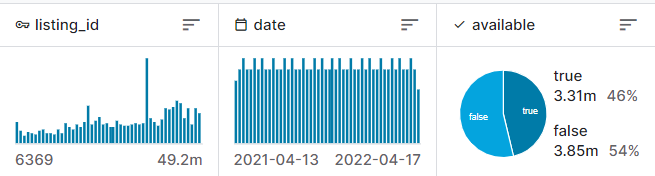 listing_id
date
available
6369
49.2m
2021-04-13
2022-04-17
false
true
true
3.31m 46%
false
3.85m 54%